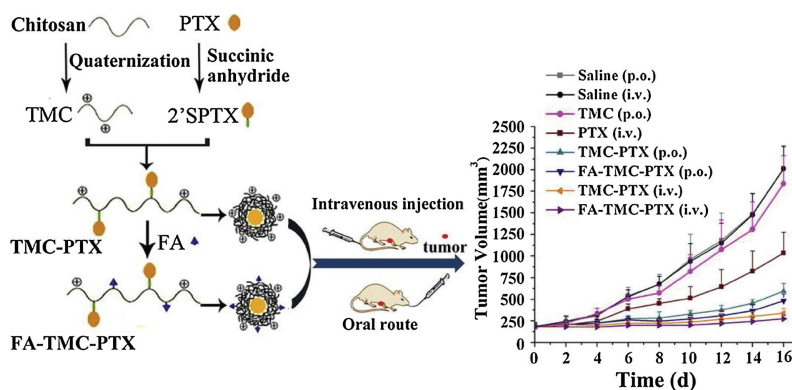 Chitosan
PTX
Quaternization
Succinic
anhydride
TMC
2'SPTX
TMC-PTX
FA
FA-TMC-PTX
Intravenous injection
tumor
Oral route
Saline (p.o.)
Saline (i.v.)
TMC (p.o.)
PTX (i.v.)
TMC-PTX (p.o.)
FA-TMC-PTX (p.o.)
TMC-PTX (i.v.)
FA-TMC-PTX (i.v.)
Tumor Volume(mm³)
2500
2250
2000
1750
1500
1250
1000
750
500
250
0
0 2 4 6 8 10 12 14 16
Time (d)